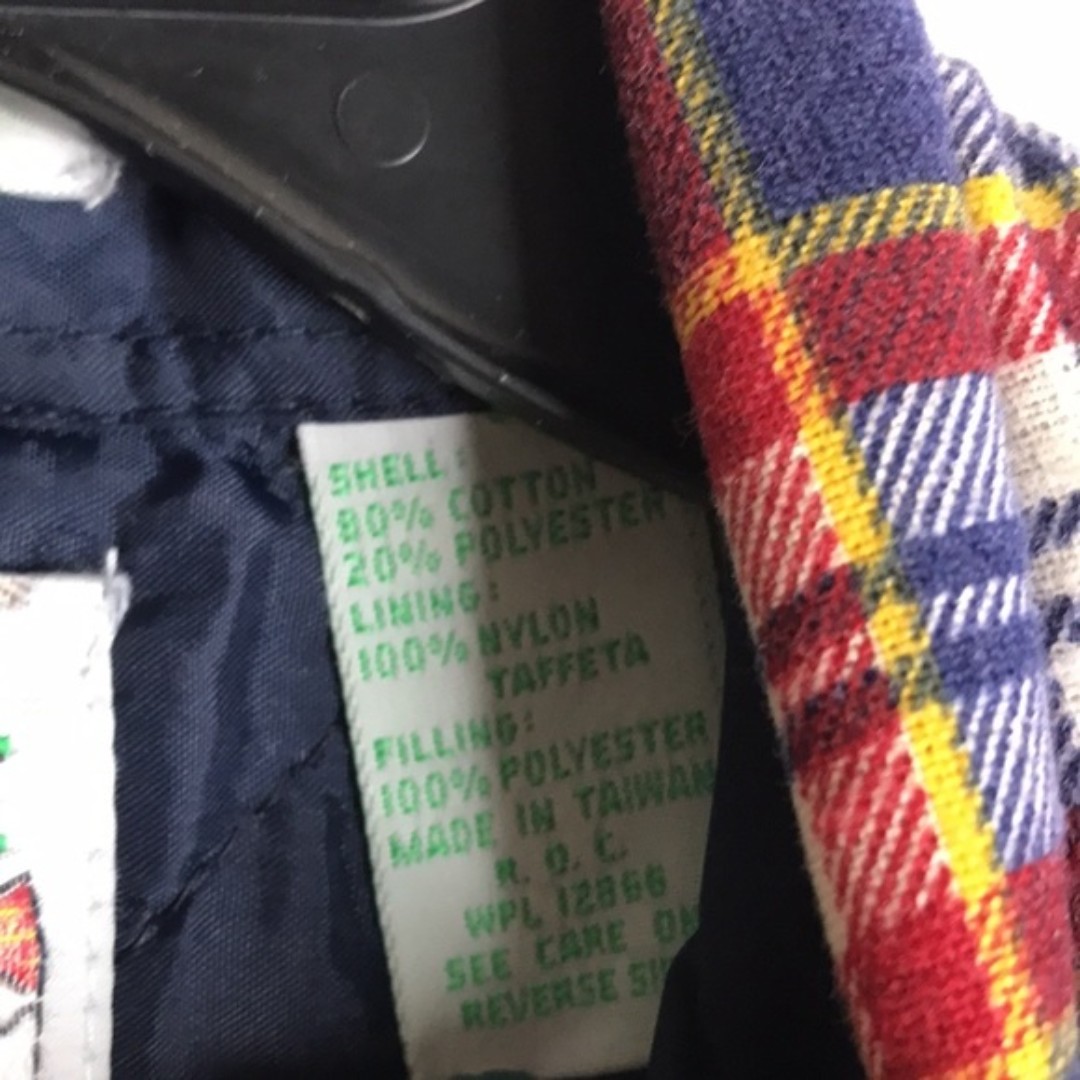 SHELL:
80% COTTON
20% POLYESTER
LINING:
100% NYLON
TAFFETA
FILLING:
100% POLYESTER
MADE IN TAIWAN
R. O. C.
WPL 12866
SEE CARE ON
REVERSE